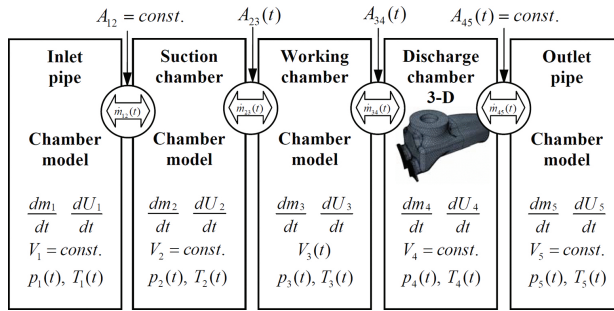 A₁₂ = const. A₂₃(t) A₃₄(t) A₄₅(t) = const.
Inlet pipe
ṁ₁₂(t)
Chamber model
dm₁/dt dU₁/dt
V₁ = const.
p₁(t), T₁(t)
Suction chamber
ṁ₂₃(t)
Chamber model
dm₂/dt dU₂/dt
V₂ = const.
p₂(t), T₂(t)
Working chamber
ṁ₃₄(t)
Chamber model
dm₃/dt dU₃/dt
V₃(t)
p₃(t), T₃(t)
Discharge chamber
3-D
ṁ₄₅(t)
Chamber model
dm₄/dt dU₄/dt
V₄ = const.
p₄(t), T₄(t)
Outlet pipe
Chamber model
dm₅/dt dU₅/dt
V₅ = const.
p₅(t), T₅(t)